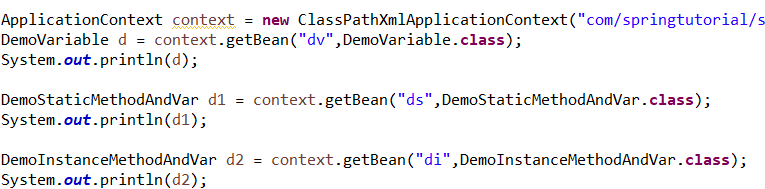 ApplicationContext context = new ClassPathXmlApplicationContext("com/springtutorial/s
DemoVariable d = context.getBean("dv",DemoVariable.class);
System.out.println(d);
DemoStaticMethodAndVar d1 = context.getBean("ds",DemoStaticMethodAndVar.class);
System.out.println(d1);
DemoInstanceMethodAndVar d2 = context.getBean("di",DemoInstanceMethodAndVar.class);
System.out.println(d2);